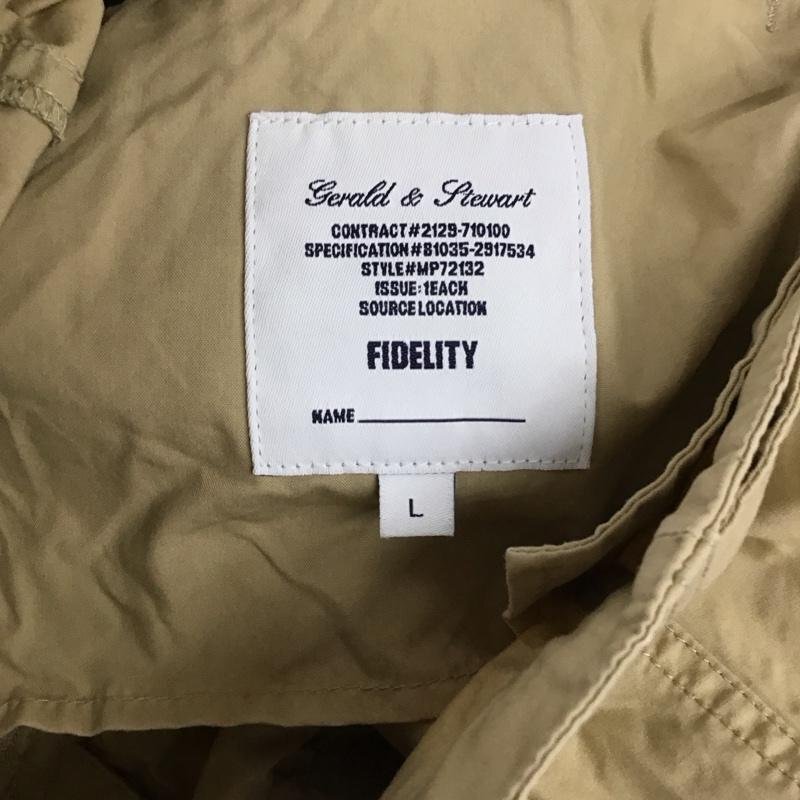 Gerald & Stewart
CONTRACT#2129-710100
SPECIFICATION#81035-2917534
STYLE#MP72132
ISSUE:1EACH
SOURCE LOCATION
FIDELITY
NAME
L